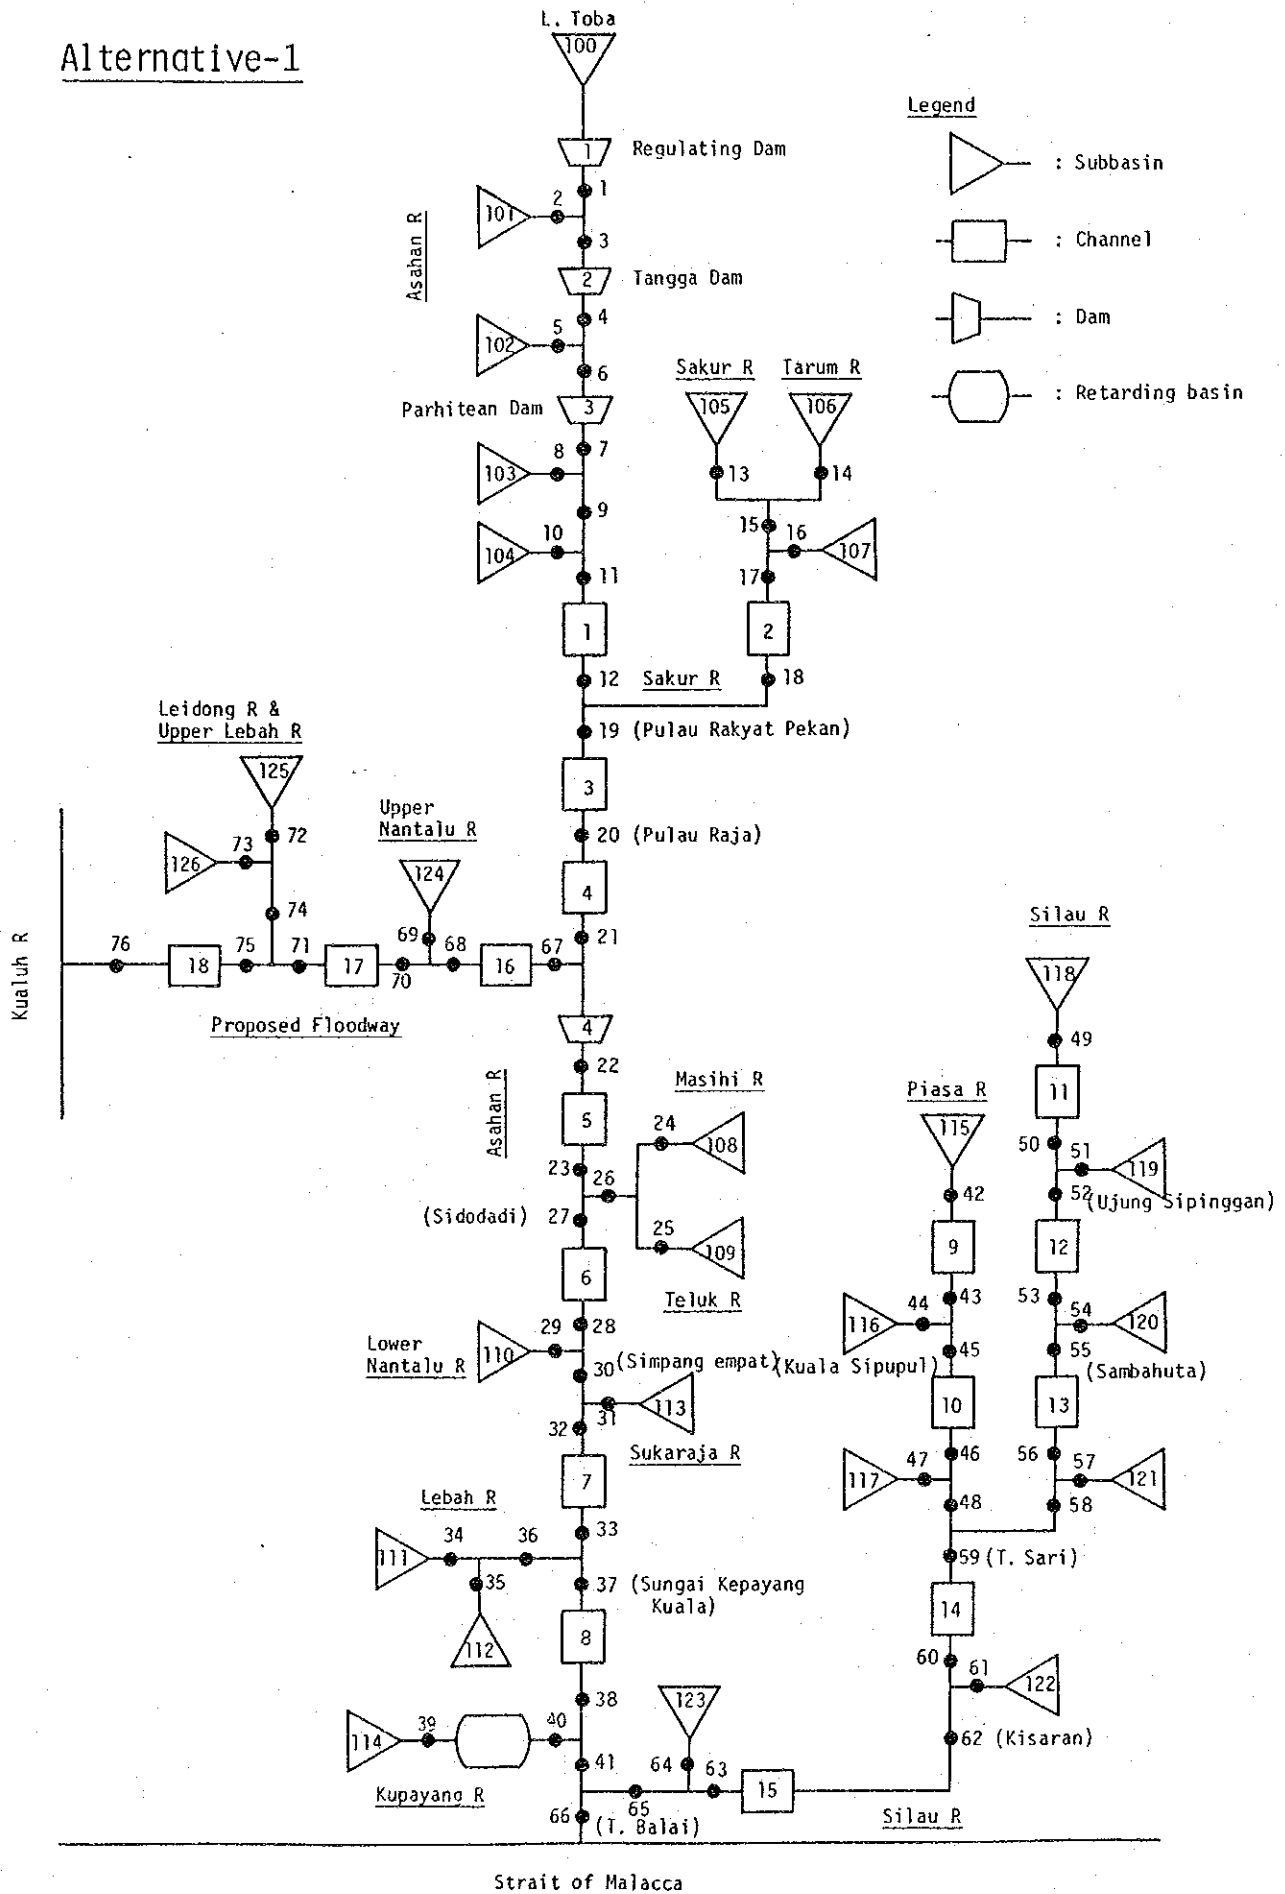 Alternative-1
L. Toba
100
Legend
: Subbasin
: Channel
: Dam
: Retarding basin
1
Regulating Dam
1
2
101
3
Asahan R
2
Tangga Dam
4
5
102
6
Parhitean Dam
3
7
8
103
9
10
104
11
1
12
Sakur R
Tarum R
105
106
13
14
15
16
107
17
2
18
Sakur R
19 (Pulau Rakyat Pekan)
3
20 (Pulau Raja)
4
21
Leidong R &
Upper Lebah R
125
72
73
126
74
Upper
Nantalu R
124
69
76
18
75
71
17
70
68
16
67
Kualuh R
Proposed Floodway
4
22
Asahan R
5
23
26
Masihi R
24
108
25
109
Teluk R
(Sidodadi)
27
6
28
29
110
Lower
Nantalu R
30
(Simpang empat)
31
113
32
Sukaraja R
7
33
Lebah R
34
36
111
35
112
37 (Sungai Kepayang
Kuala)
8
38
39
40
114
Kupayang R
41
123
64
63
65
15
66
(T. Balai)
Silau R
118
49
11
50
51
119
52
(Ujung Sipinggan)
12
53
54
120
55
(Sambahuta)
13
56
57
121
58
Piasa R
115
42
9
43
44
116
45
(Kuala Sipupul)
10
46
47
117
48
59 (T. Sari)
14
60
61
122
62 (Kisaran)
Silau R
Strait of Malacca